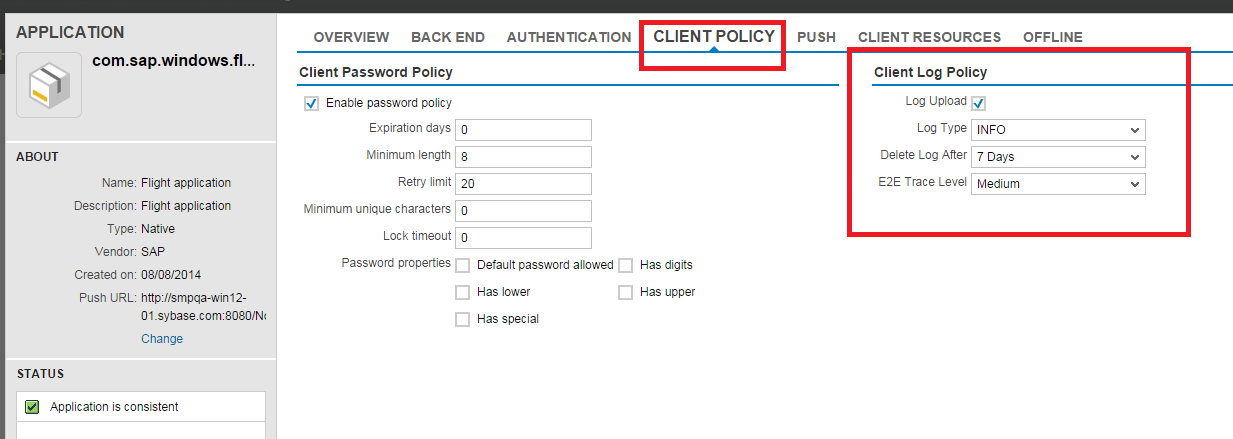 APPLICATION
com.sap.windows.fl...
ABOUT
Name: Flight application
Description: Flight application
Type: Native
Vendor: SAP
Created on: 08/08/2014
Push URL: http://smpqa-win12-
01.sybase.com:8080/No
Change
STATUS
Application is consistent
OVERVIEW BACK END AUTHENTICATION CLIENT POLICY PUSH CLIENT RESOURCES OFFLINE
Client Password Policy
Enable password policy
Expiration days 0
Minimum length 8
Retry limit 20
Minimum unique characters 0
Lock timeout 0
Password properties Default password allowed Has digits
Has lower Has upper
Has special
Client Log Policy
Log Upload
Log Type INFO
Delete Log After 7 Days
E2E Trace Level Medium